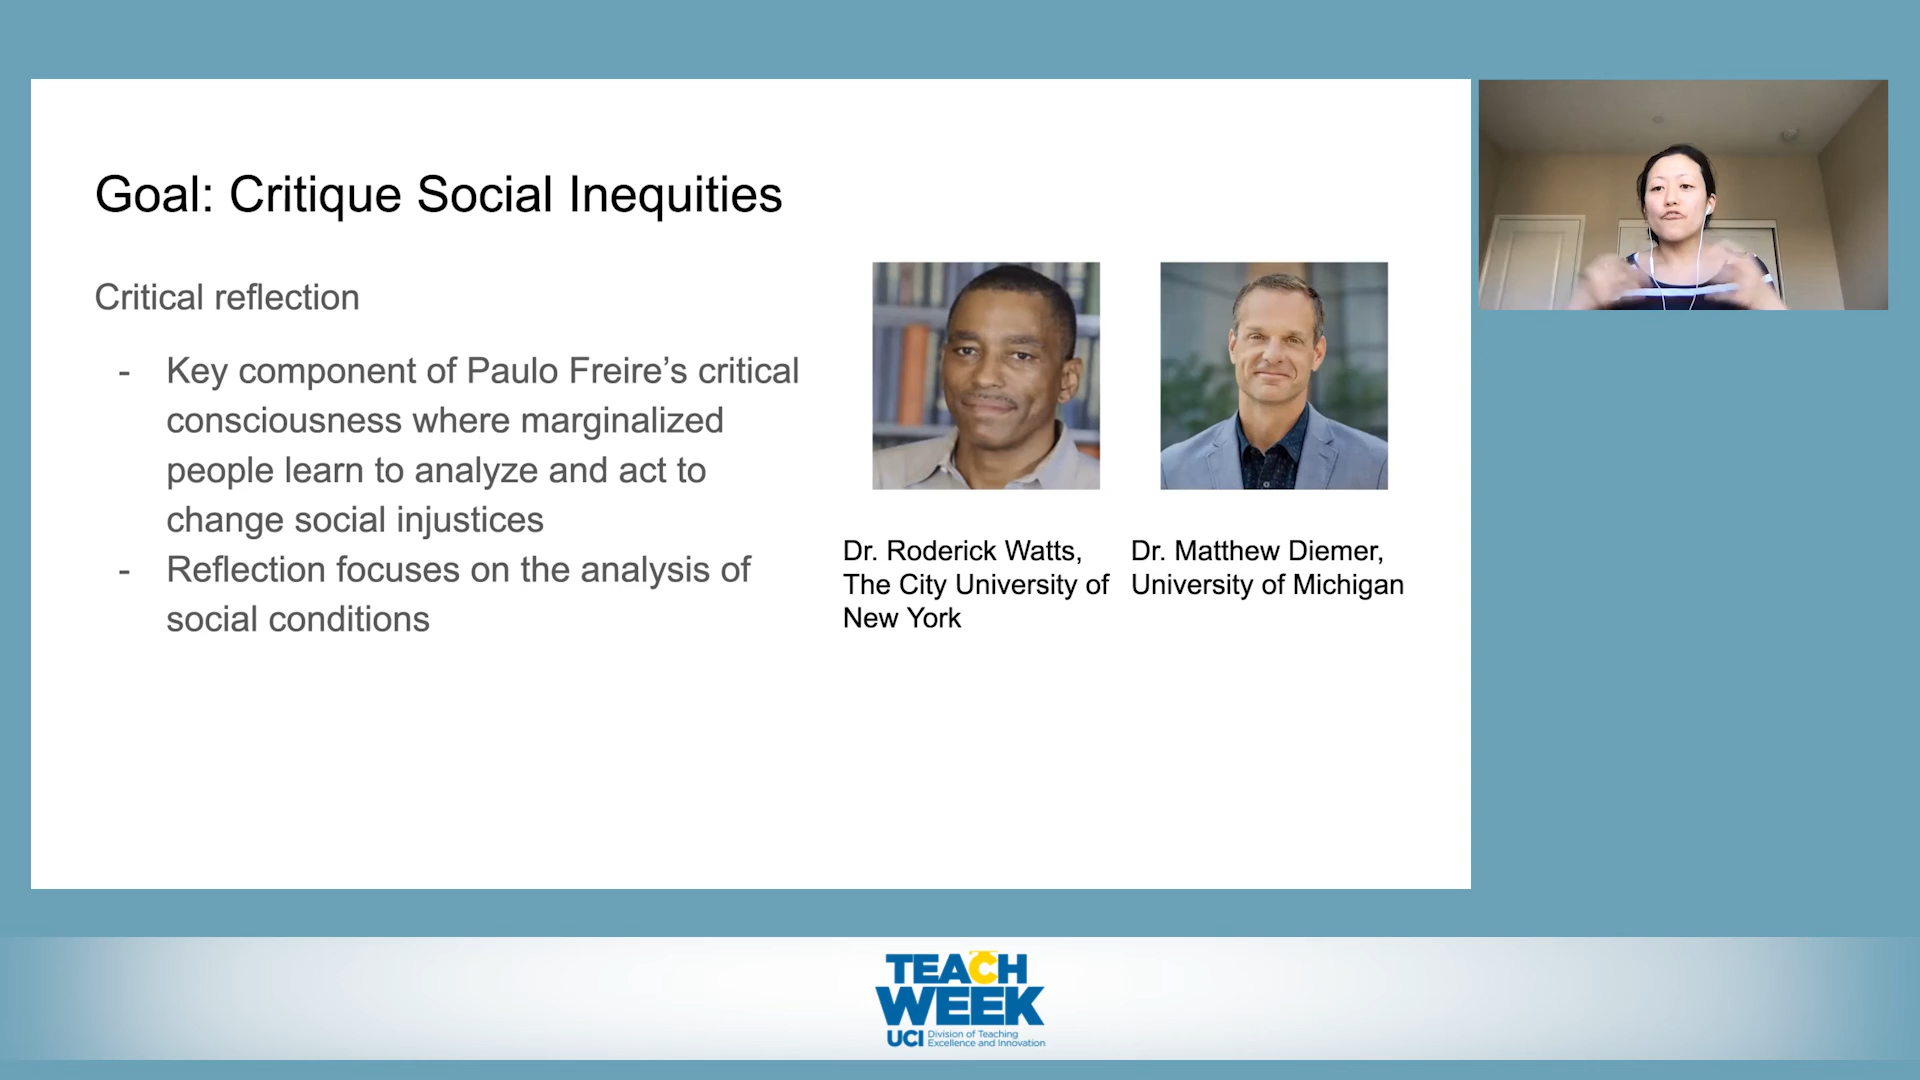 Goal: Critique Social Inequities
Critical reflection
- Key component of Paulo Freire’s critical
consciousness where marginalized
people learn to analyze and act to
change social injustices
- Reflection focuses on the analysis of
social conditions
Dr. Roderick Watts,
The City University of
New York
Dr. Matthew Diemer,
University of Michigan
TEACH
WEEK
UCI Division of Teaching
Excellence and Innovation